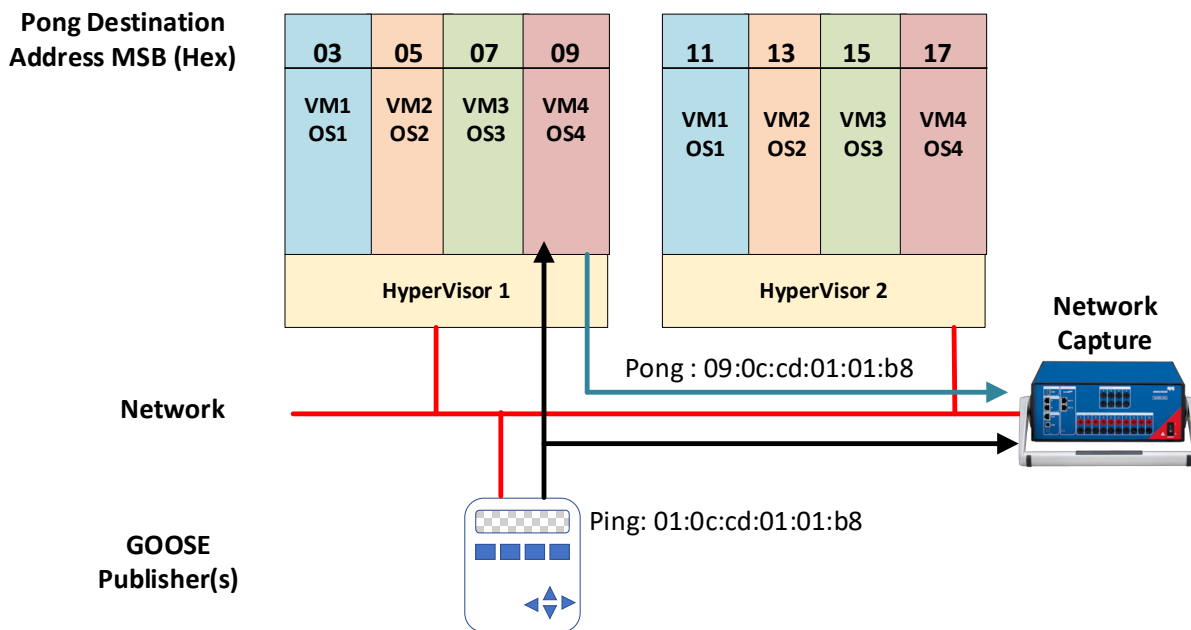 Pong Destination
Address MSB (Hex)
03 05 07 09 11 13 15 17
VM1 VM2 VM3 VM4 VM1 VM2 VM3 VM4
OS1 OS2 OS3 OS4 OS1 OS2 OS3 OS4
HyperVisor 1 HyperVisor 2
Network
Capture
Pong : 09:0c:cd:01:01:b8
Network
Ping: 01:0c:cd:01:01:b8
GOOSE
Publisher(s)